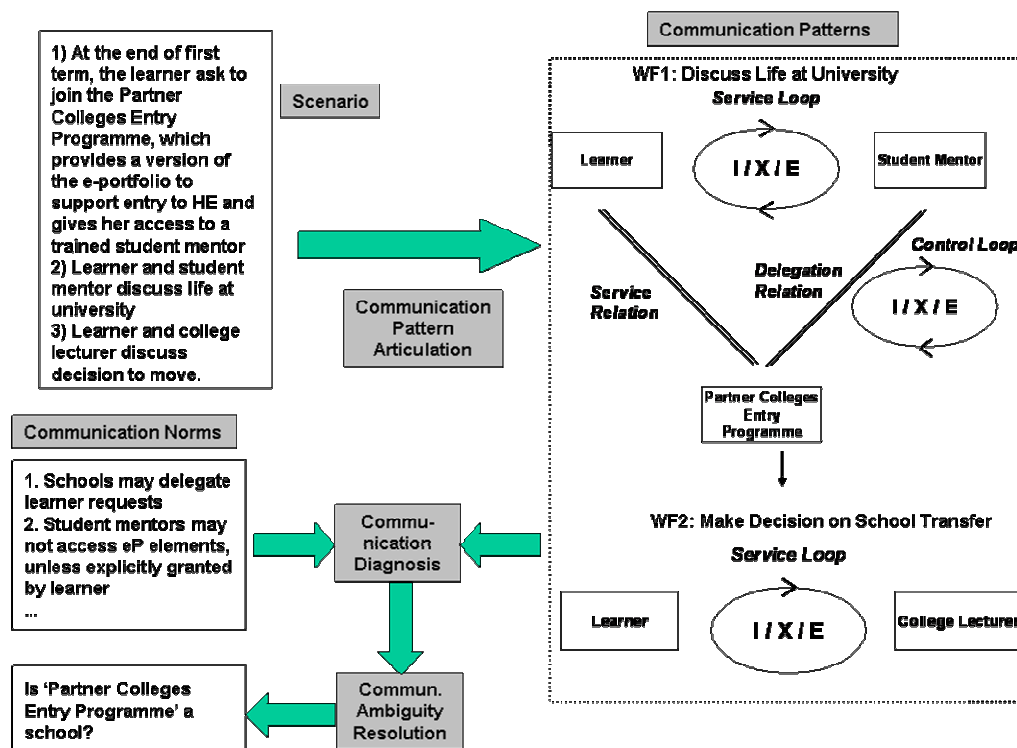 1) At the end of first
term, the learner ask to
join the Partner
Colleges Entry
Programme, which
provides a version of
the e-portfolio to
support entry to HE and
gives her access to a
trained student mentor
2) Learner and student
mentor discuss life at
university
3) Learner and college
lecturer discuss
decision to move.
Scenario
Communication
Pattern
Articulation
Communication Patterns
WF1: Discuss Life at University
Service Loop
Learner
I / X / E
Student Mentor
Service
Relation
Delegation
Relation
Control Loop
I / X / E
Partner Colleges
Entry
Programme
WF2: Make Decision on School Transfer
Service Loop
Learner
I / X / E
College Lecturer
Communication Norms
1. Schools may delegate
learner requests
2. Student mentors may
not access eP elements,
unless explicitly granted
by learner
...
Commu-
nication
Diagnosis
Commun.
Ambiguity
Resolution
Is ‘Partner Colleges
Entry Programme’ a
school?